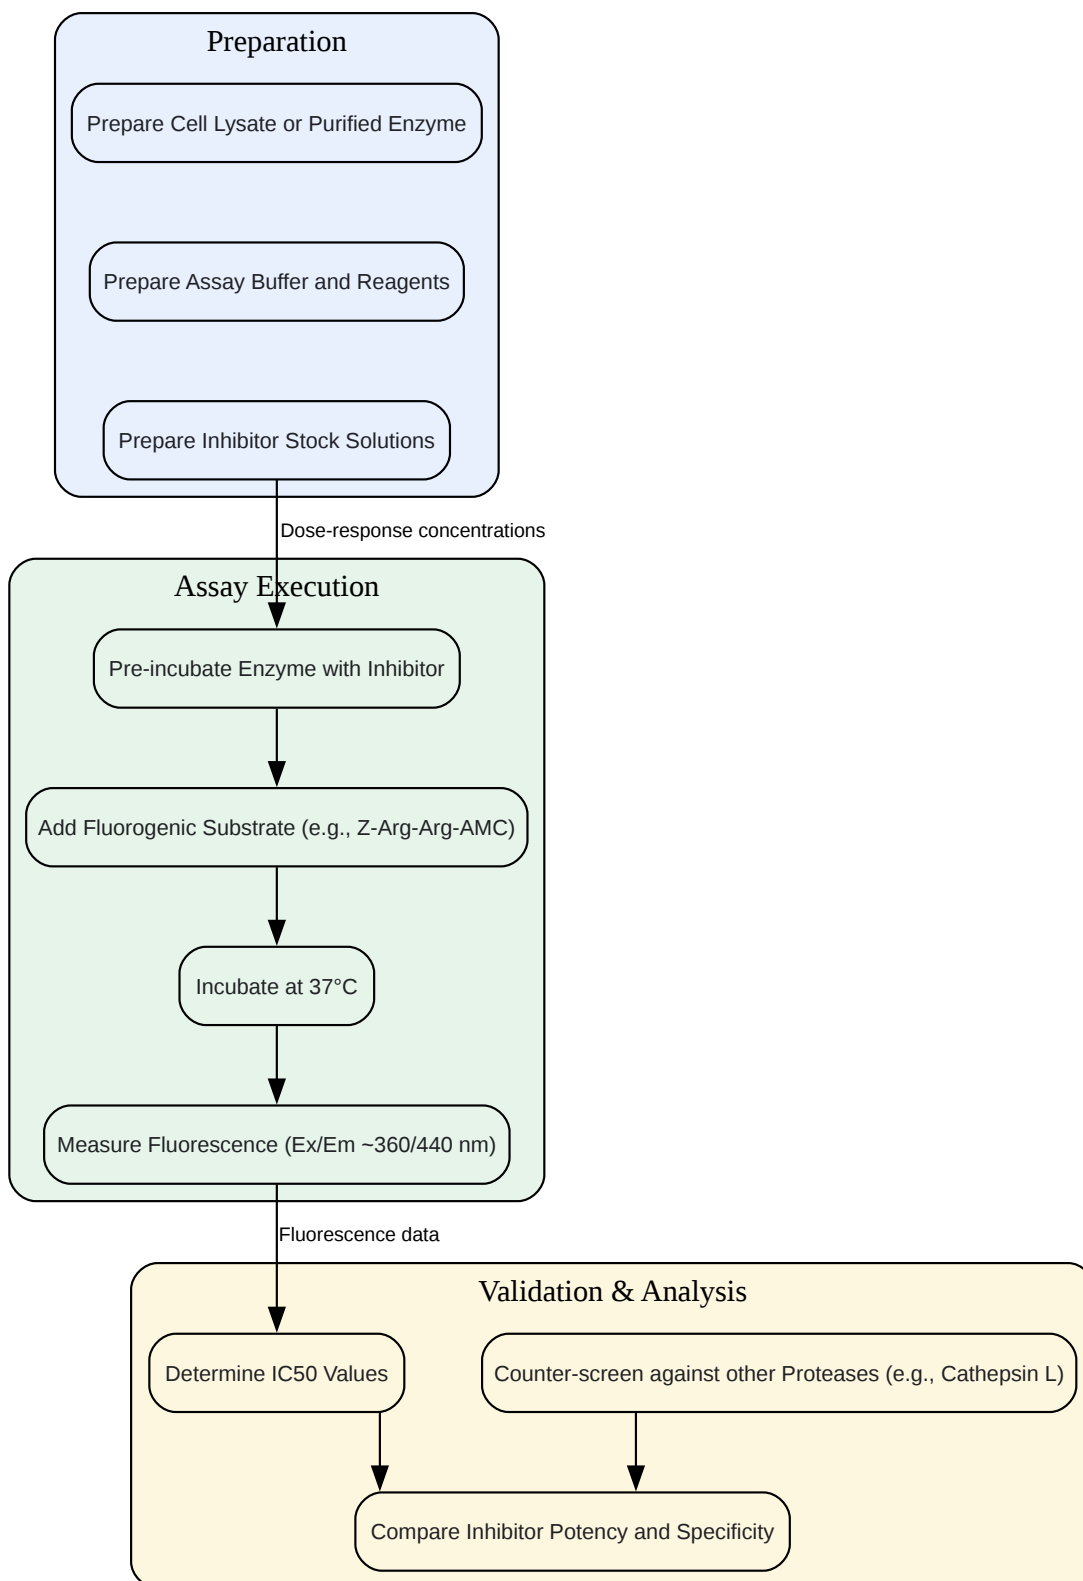 Preparation
Prepare Cell Lysate or Purified Enzyme
Prepare Assay Buffer and Reagents
Prepare Inhibitor Stock Solutions
Dose-response concentrations
Assay Execution
Pre-incubate Enzyme with Inhibitor
Add Fluorogenic Substrate (e.g., Z-Arg-Arg-AMC)
Incubate at 37°C
Measure Fluorescence (Ex/Em ~360/440 nm)
Fluorescence data
Validation & Analysis
Determine IC50 Values
Counter-screen against other Proteases (e.g., Cathepsin L)
Compare Inhibitor Potency and Specificity